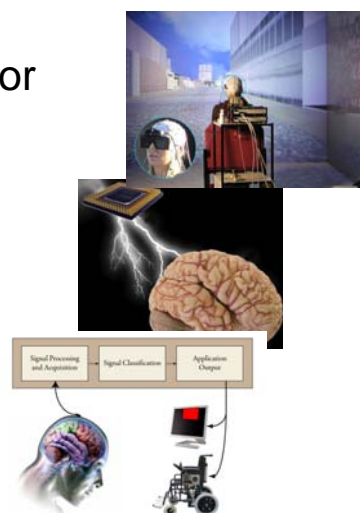 or
Signal Processing
and Acquisition
Signal Classification
Application
Output